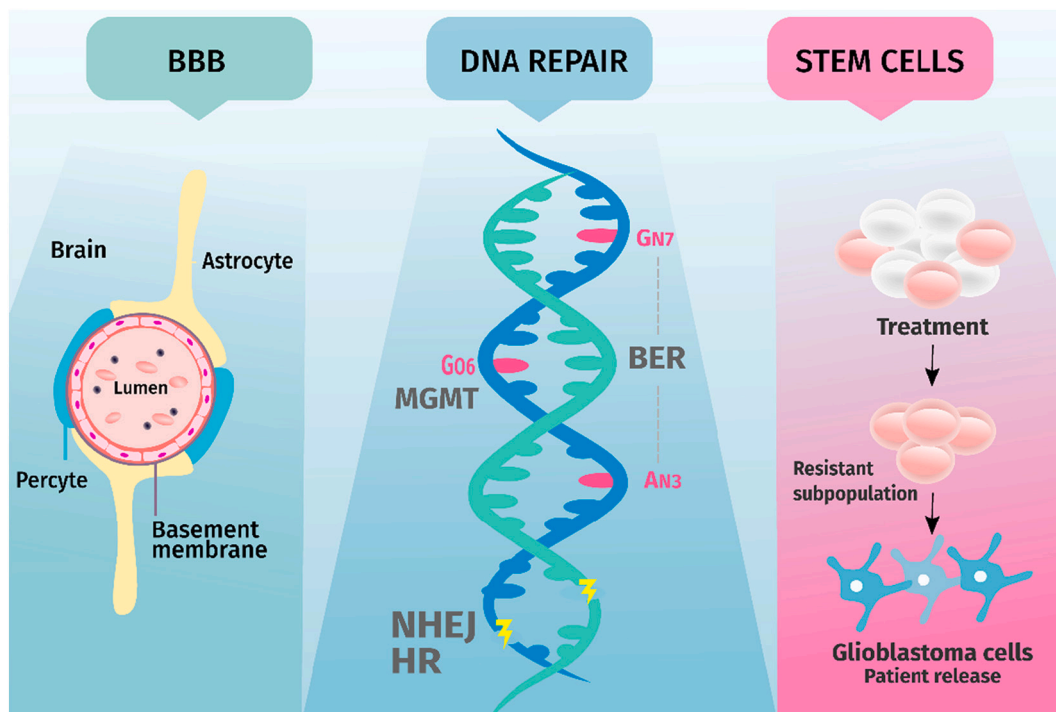 BBB
Brain
Astrocyte
Lumen
Percyte
Basement
membrane
DNA REPAIR
GN7
BER
GO6
MGMT
AN3
NHEJ
HR
STEM CELLS
Treatment
Resistant
subpopulation
Glioblastoma cells
Patient release